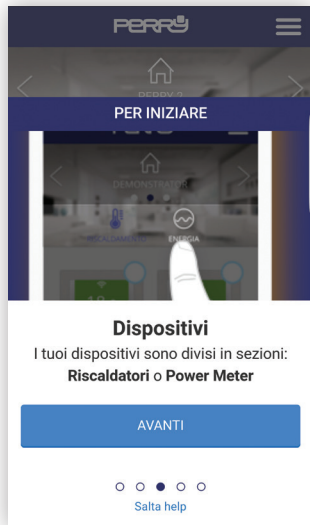 PERRY
PERRY 2
PER INIZIARE
DEMONSTRATOR
RISCALDAMENTO
ENERGIA
Dispositivi
I tuoi dispositivi sono divisi in sezioni:
Riscaldatori o Power Meter
AVANTI
Salta help